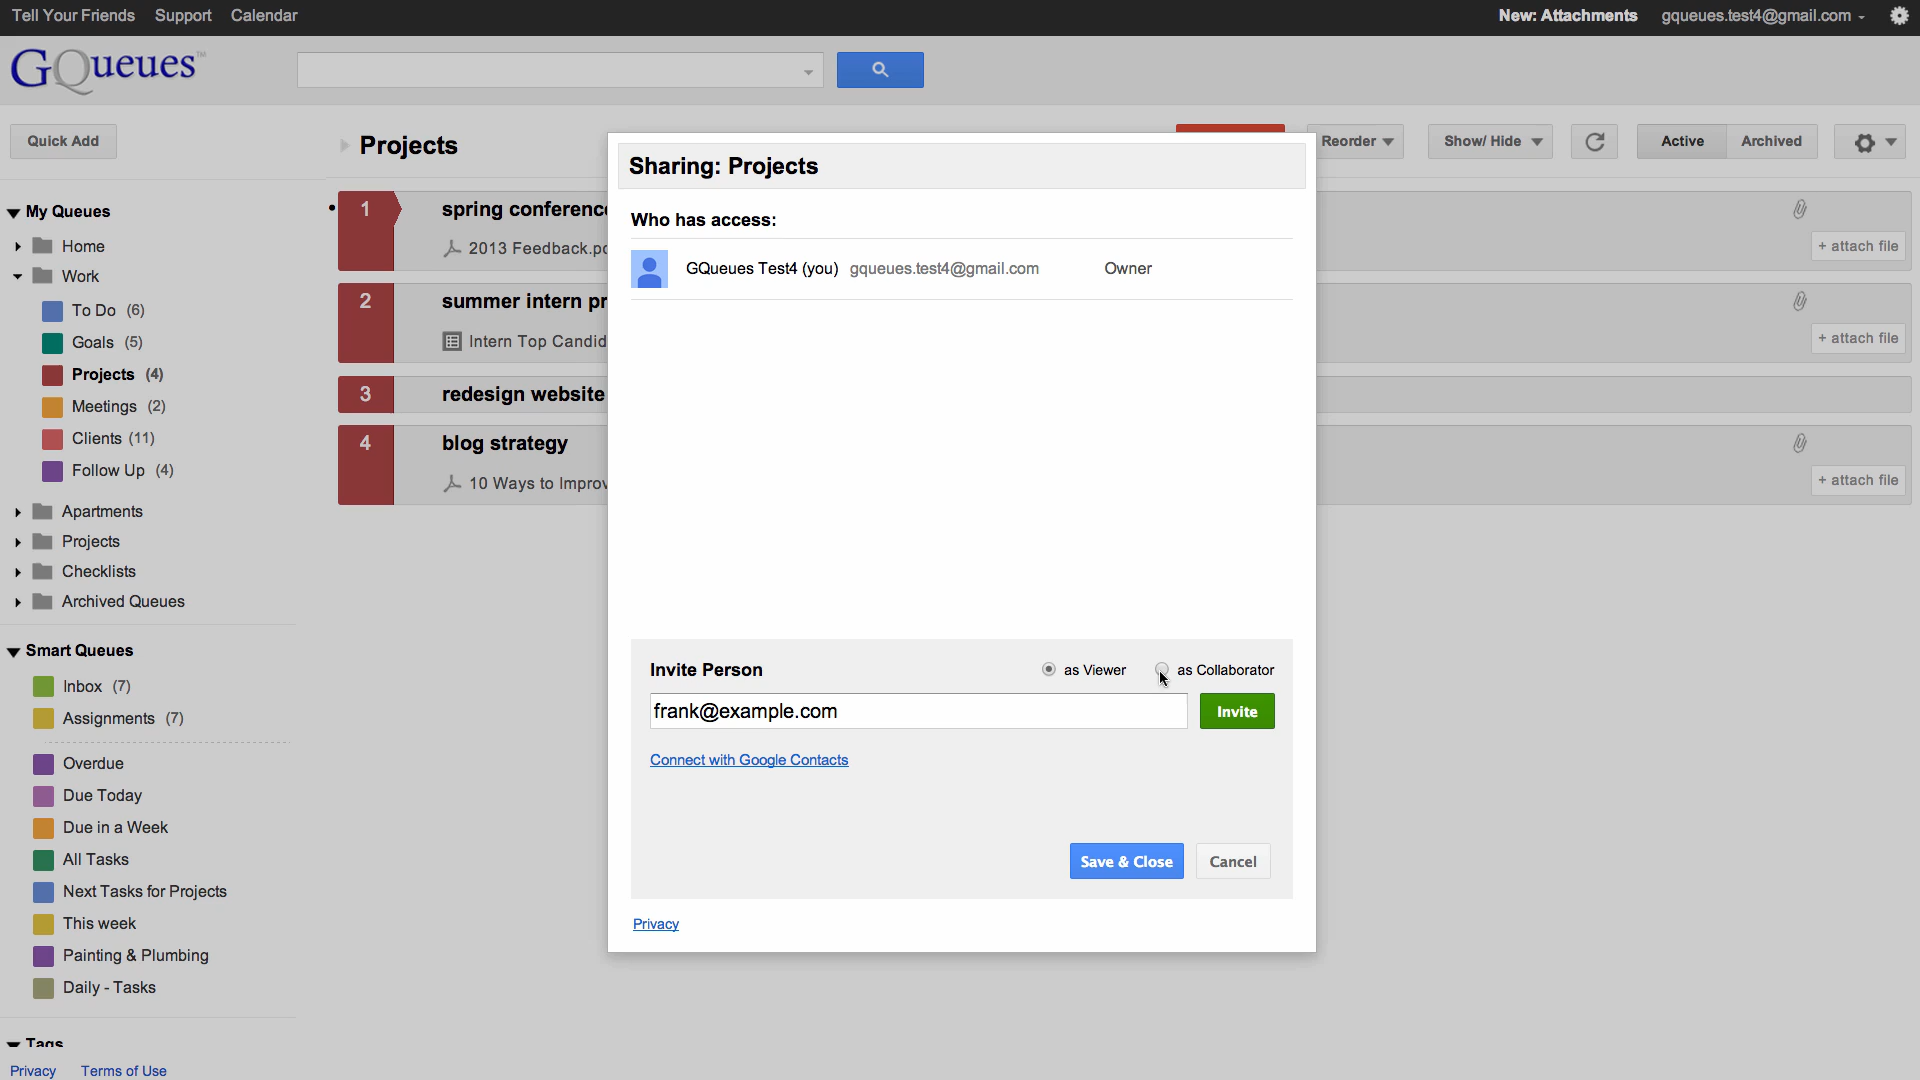 Tell Your Friends Support Calendar
New: Attachments gqueues.test4@gmail.com
GQueues™
Quick Add
Projects
Reorder Show/ Hide Active Archived
My Queues
Home
Work
To Do (6)
Goals (5)
Projects (4)
Meetings (2)
Clients (11)
Follow Up (4)
Apartments
Projects
Checklists
Archived Queues
Smart Queues
Inbox (7)
Assignments (7)
Overdue
Due Today
Due in a Week
All Tasks
Next Tasks for Projects
This week
Painting & Plumbing
Daily - Tasks
Tags
Privacy Terms of Use
1 spring conference
2013 Feedback.pd
+ attach file
2 summer intern pr
Intern Top Candid
+ attach file
3 redesign website
4 blog strategy
10 Ways to Improv
+ attach file
Sharing: Projects
Who has access:
GQueues Test4 (you) gqueues.test4@gmail.com Owner
Invite Person as Viewer as Collaborator
frank@example.com Invite
Connect with Google Contacts
Save & Close Cancel
Privacy